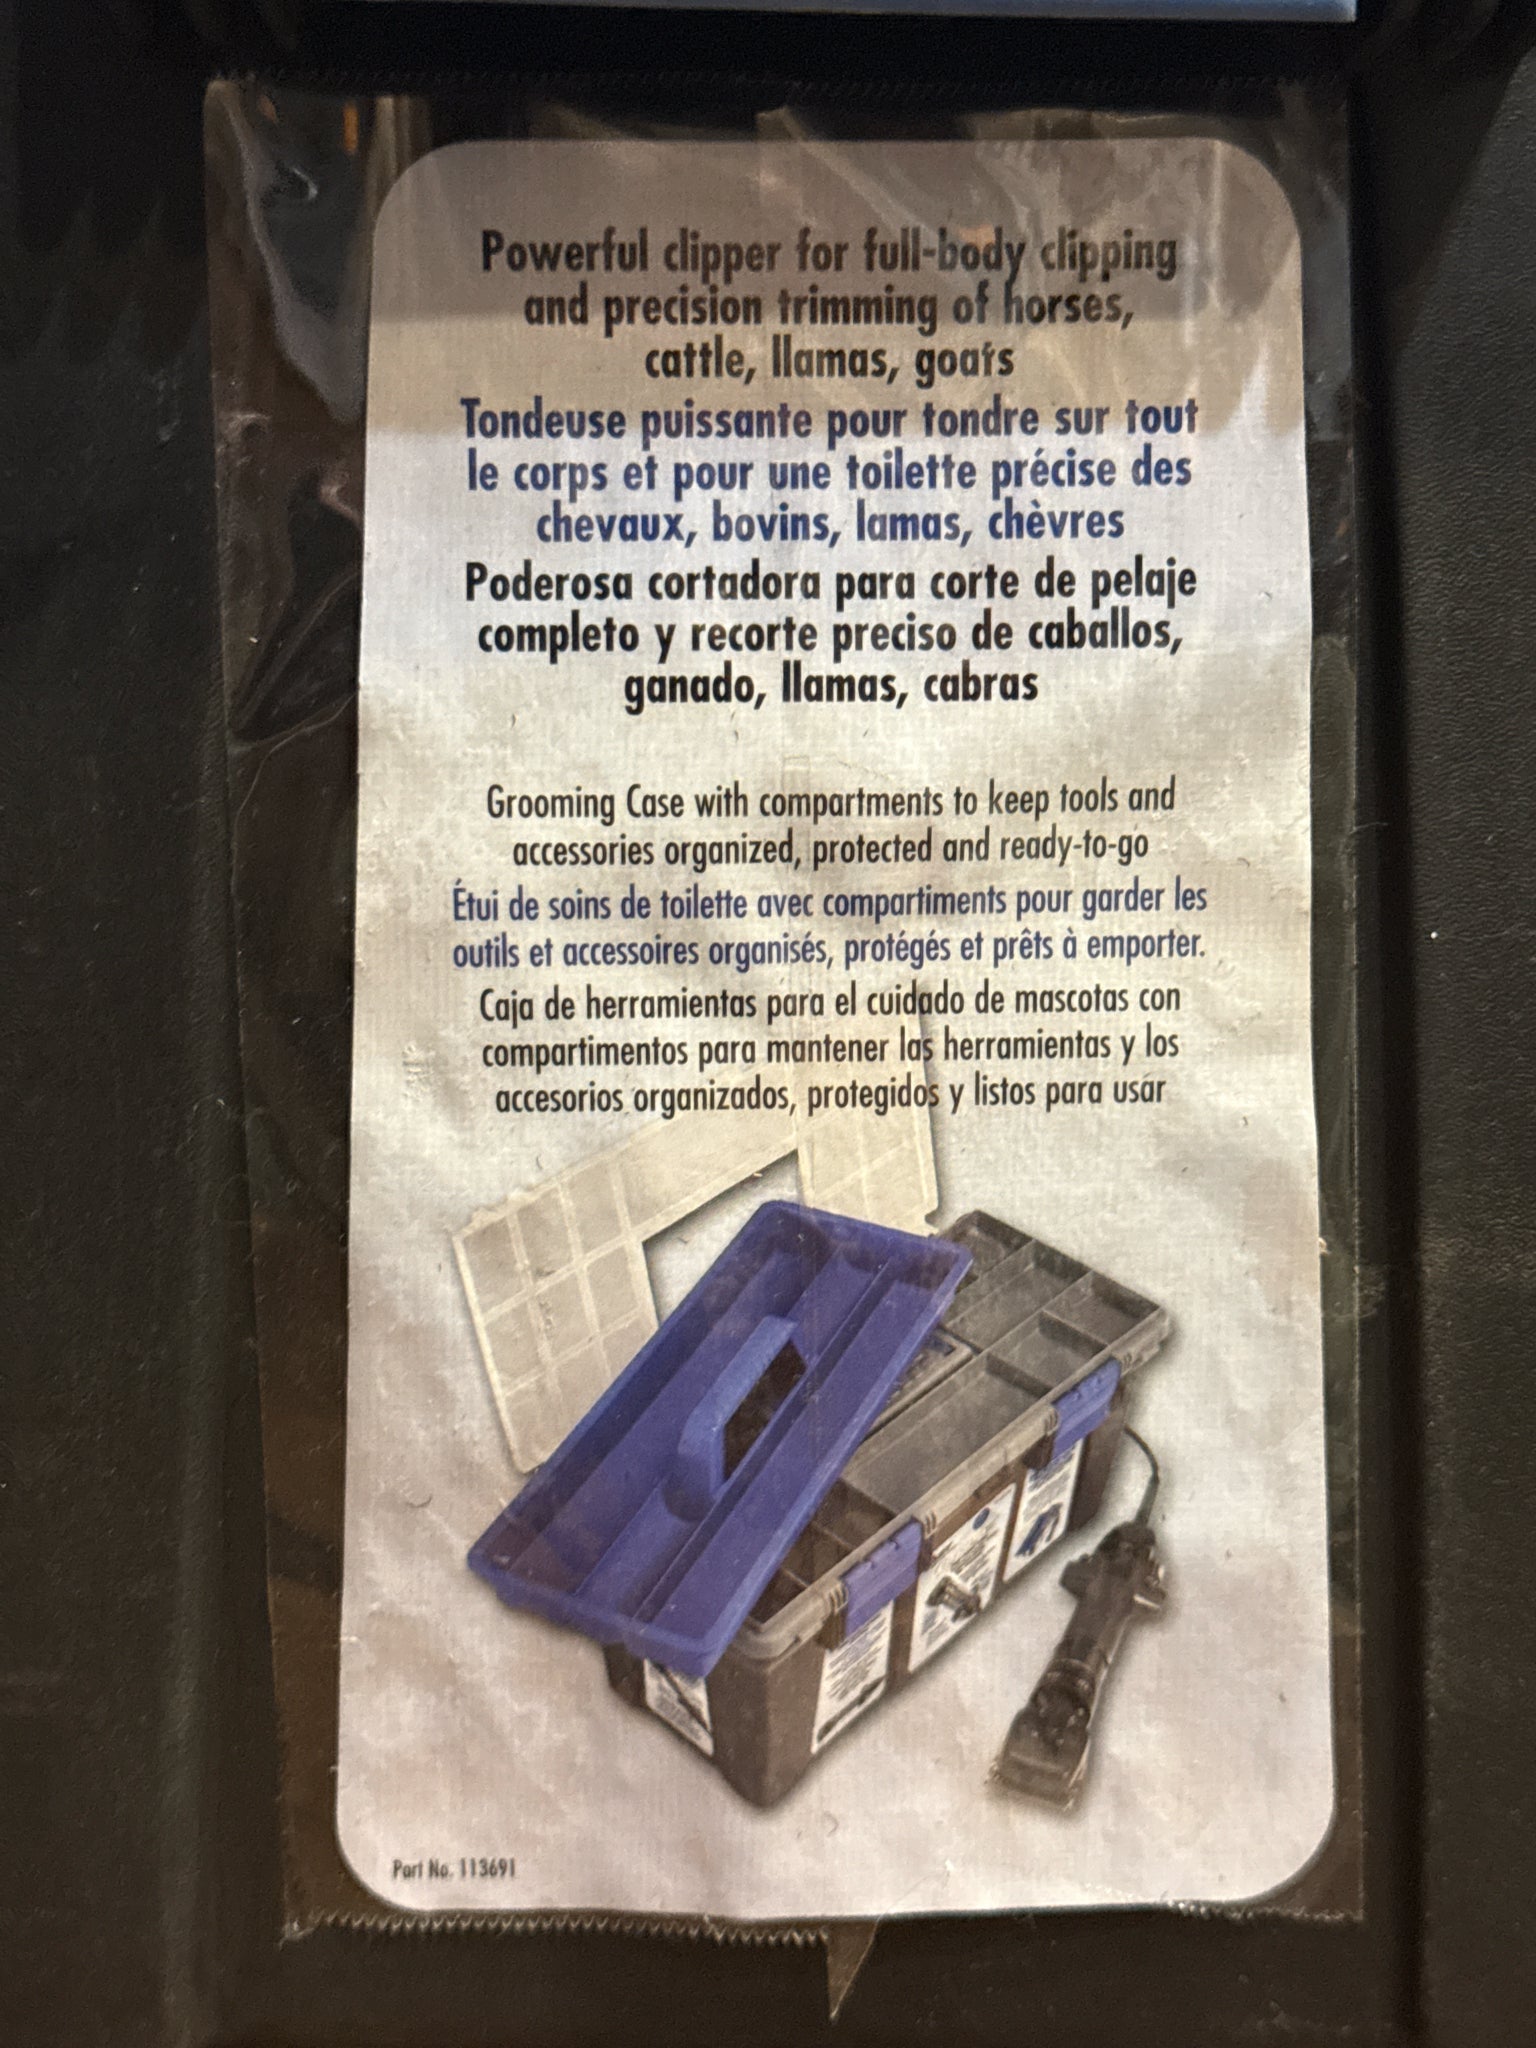 Powerful clipper for full-body clipping
and precision trimming of horses,
cattle, llamas, goats
Tondeuse puissante pour tondre sur tout
le corps et pour une toilette précise des
chevaux, bovins, lamas, chèvres
Poderosa cortadora para corte de pelaje
completo y recorte preciso de caballos,
ganado, llamas, cabras
Grooming Case with compartments to keep tools and
accessories organized, protected and ready-to-go
Étui de soins de toilette avec compartiments pour garder les
outils et accessoires organisés, protégés et prêts à emporter.
Caja de herramientas para el cuidado de mascotas con
compartimentos para mantener las herramientas y los
accesorios organizados, protegidos y listos para usar
Part No. 113691